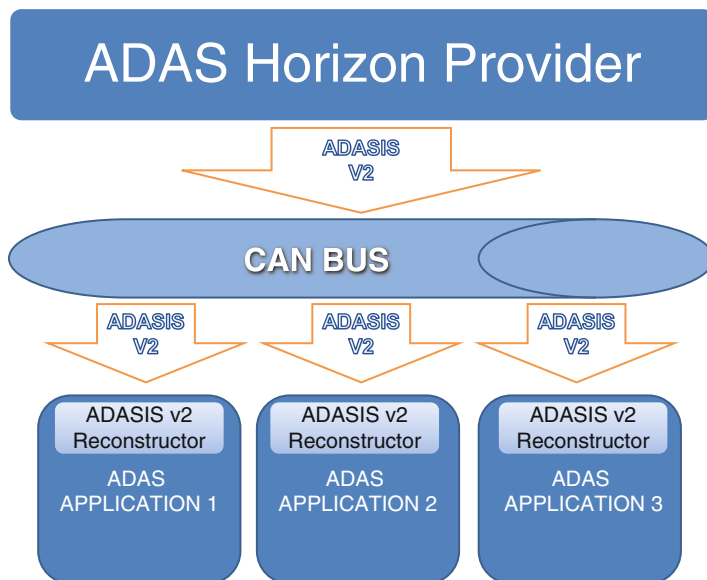 ADAS Horizon Provider
ADASIS
V2
CAN BUS
ADASIS
V2
ADASIS
V2
ADASIS
V2
ADASIS v2
Reconstructor
ADAS
APPLICATION 1
ADASIS v2
Reconstructor
ADAS
APPLICATION 2
ADASIS v2
Reconstructor
ADAS
APPLICATION 3